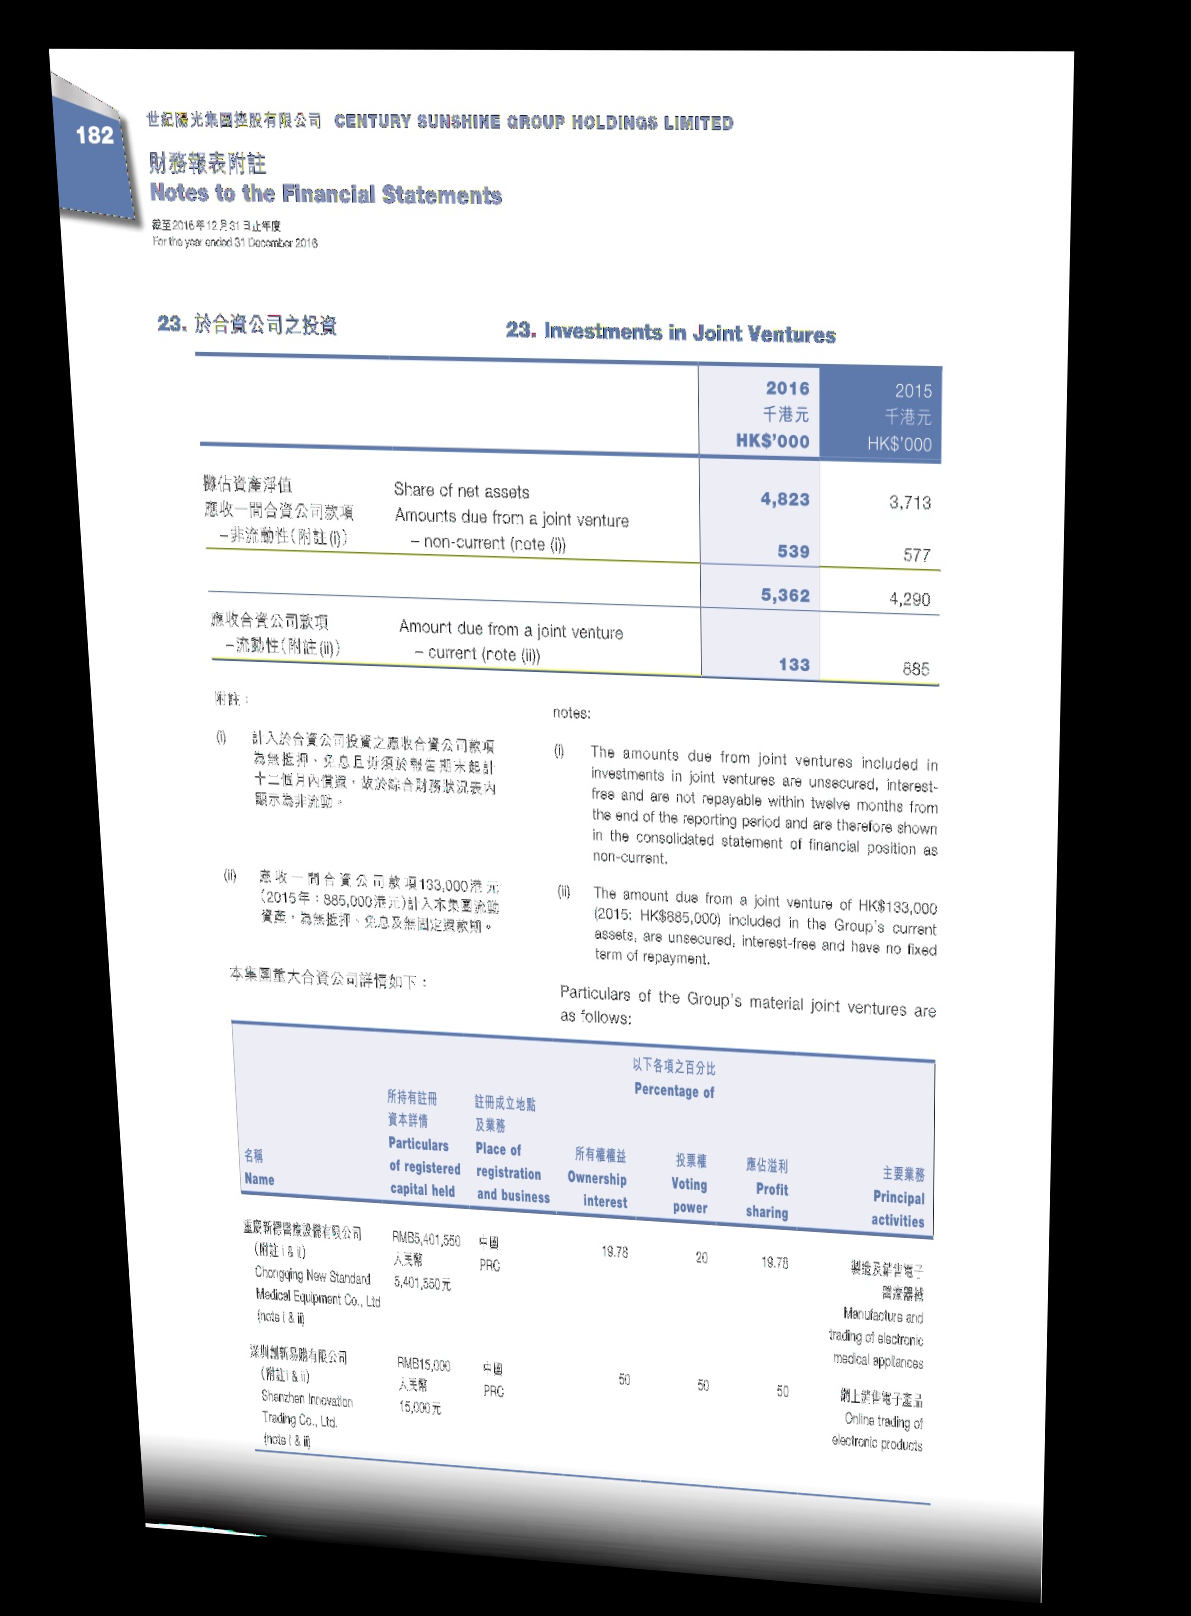 182
世紀陽光集團控股有限公司 CENTURY SUNSHINE GROUP HOLDINGS LIMITED
財務報表附註
Notes to the Financial Statements
截至2016年12月31日止年度
For the year ended 31 December 2016
23. 於合資公司之投資
23. Investments in Joint Ventures
2016 2015
千港元 千港元
HK$'000 HK$'000
攤佔資產淨值 Share of net assets 4,823 3,713
應收一間合資公司款項 Amounts due from a joint venture
–非流動性(附註(i)) – non-current (note (i)) 539 577
5,362 4,290
應收合資公司款項 Amount due from a joint venture
–流動性(附註(ii)) – current (note (ii)) 133 885
附註：
(i) 計入於合資公司投資之應收合資公司款項
為無抵押、免息且毋須於報告期末起計
十二個月內償還，故於綜合財務狀況表內
顯示為非流動。
(ii) 應收一間合資公司款項133,000港元
(2015年：885,000港元)計入本集團流動
資產，為無抵押、免息及無固定還款期。
本集團重大合資公司詳情如下：
notes:
(i) The amounts due from joint ventures included in
investments in joint ventures are unsecured, interest-
free and are not repayable within twelve months from
the end of the reporting period and are therefore shown
in the consolidated statement of financial position as
non-current.
(ii) The amount due from a joint venture of HK$133,000
(2015: HK$885,000) included in the Group's current
assets, are unsecured, interest-free and have no fixed
term of repayment.
Particulars of the Group's material joint ventures are
as follows:
以下各項之百分比
Percentage of
名稱
Name
所持有註冊
資本詳情
Particulars
of registered
capital held
註冊成立地點
及業務
Place of
registration
and business
所有權權益
Ownership
interest
投票權
Voting
power
應佔溢利
Profit
sharing
主要業務
Principal
activities
重慶新標醫療設備有限公司
(附註 i & ii)
Chongqing New Standard
Medical Equipment Co., Ltd
(note i & ii)
RMB5,401,550
人民幣
5,401,550元
中國
PRC
19.78
20
19.78
製造及銷售電子
醫療器械
Manufacture and
trading of electronic
medical appliances
深圳創新易購有限公司
(附註i & ii)
Shenzhen Innovation
Trading Co., Ltd.
(note i & ii)
RMB15,000
人民幣
15,000元
中國
PRC
50
50
50
網上銷售電子產品
Online trading of
electronic products